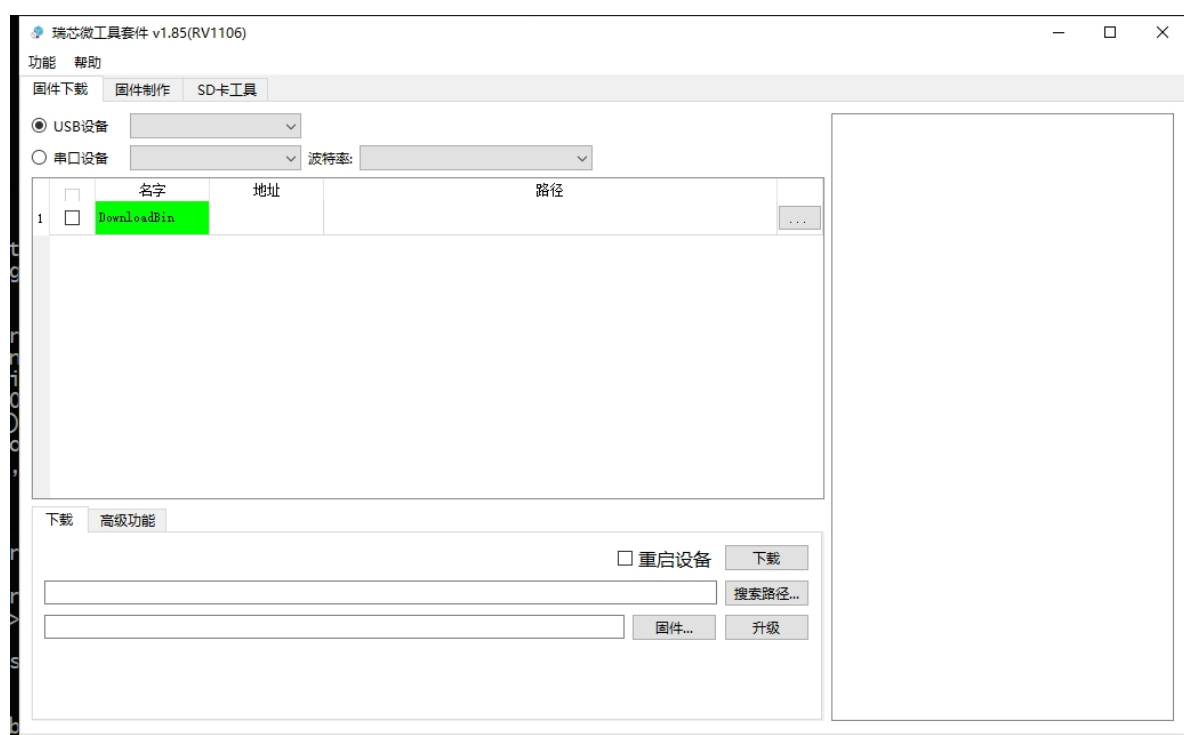 瑞芯微工具套件 v1.85(RV1106)
功能 帮助
固件下载 固件制作 SD卡工具
USB设备
串口设备 波特率:
名字 地址 路径
1 DownloadBin ...
下载 高级功能
重启设备 下载
搜索路径...
固件... 升级
t
g
r
n
i
O
)
o
,
r
r
>
s
b